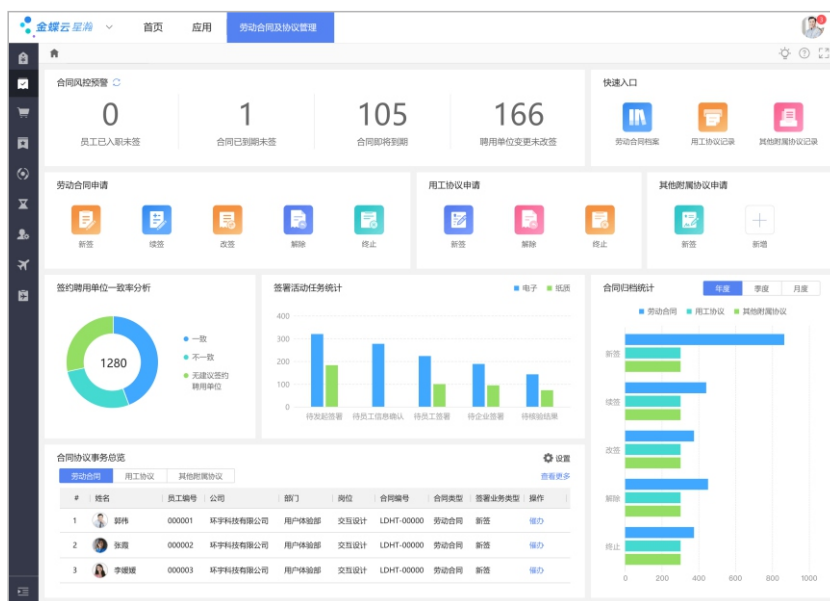 金蝶云星瀚 首页 应用 劳动合同及协议管理
合同风控预警
0 1 105 166
员工已入职未签 合同已到期未签 合同即将到期 聘用单位变更未改签
快速入口
劳动合同档案 用工协议记录 其他附属协议记录
劳动合同申请
新签 续签 改签 解除 终止
用工协议申请
新签 解除 终止
其他附属协议申请
新签 新增
签约聘用单位一致率分析
1280
一致
不一致
无建议签约
聘用单位
签署活动任务统计
电子 纸质
400
300
200
100
0
待发起签署 待员工信息确认 待员工签署 待企业签署 待核验结果
合同归档统计
年度 季度 月度
劳动合同 用工协议 其他附属协议
新签
续签
改签
解除
终止
0 200 400 600 800 1000
合同协议事务总览
设置
劳动合同 用工协议 其他附属协议
查看更多
# 姓名 员工编号 公司 部门 岗位 合同编号 合同类型 签署业务类型 操作
1 郭伟 000001 环宇科技有限公司 用户体验部 交互设计 LDHT-00000 劳动合同 新签 催办
2 张霞 000002 环宇科技有限公司 用户体验部 交互设计 LDHT-00000 劳动合同 新签 催办
3 李媛媛 000003 环宇科技有限公司 用户体验部 交互设计 LDHT-00000 劳动合同 新签 催办